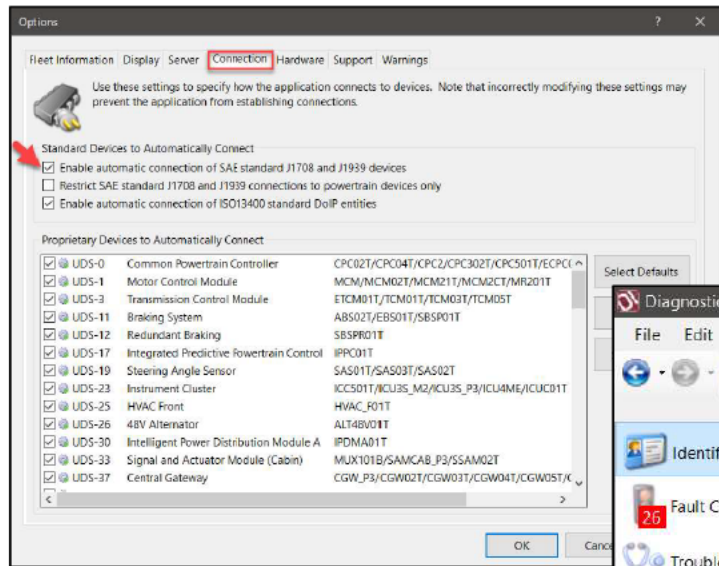 Options
Fleet Information Display Server Connection Hardware Support Warnings
Use these settings to specify how the application connects to devices. Note that incorrectly modifying these settings may
prevent the application from establishing connections.
Standard Devices to Automatically Connect
Enable automatic connection of SAE standard J1708 and J1939 devices
Restrict SAE standard J1708 and J1939 connections to powertrain devices only
Enable automatic connection of ISO13400 standard DoIP entities
Proprietary Devices to Automatically Connect
UDS-0 Common Powertrain Controller CPC02T/CPC04T/CPC2/CPC302T/CPC501T/ECPC
UDS-1 Motor Control Module MCM/MCM02T/MCM21T/MCM2CT/MR201T
UDS-3 Transmission Control Module ETCM01T/TCM01T/TCM03T/TCM05T
UDS-11 Braking System ABS02T/EBS01T/SBSP01T
UDS-12 Redundant Braking SBSPR01T
UDS-17 Integrated Predictive Powertrain Control IPPC01T
UDS-19 Steering Angle Sensor SAS01T/SAS03T/SAS02T
UDS-23 Instrument Cluster ICC501T/ICU3S_M2/ICU3S_P3/ICU4ME/ICUC01T
UDS-25 HVAC Front HVAC_F01T
UDS-26 48V Alternator ALT48V01T
UDS-30 Intelligent Power Distribution Module A IPDMA01T
UDS-33 Signal and Actuator Module (Cabin) MUX101B/SAMCAB_P3/SSAM02T
UDS-37 Central Gateway CGW_P3/CGW02T/CGW03T/CGW04T/CGW05T/
Select Defaults
OK Cance
Diagnostic
File Edit
Identif
26 Fault C
Trouble